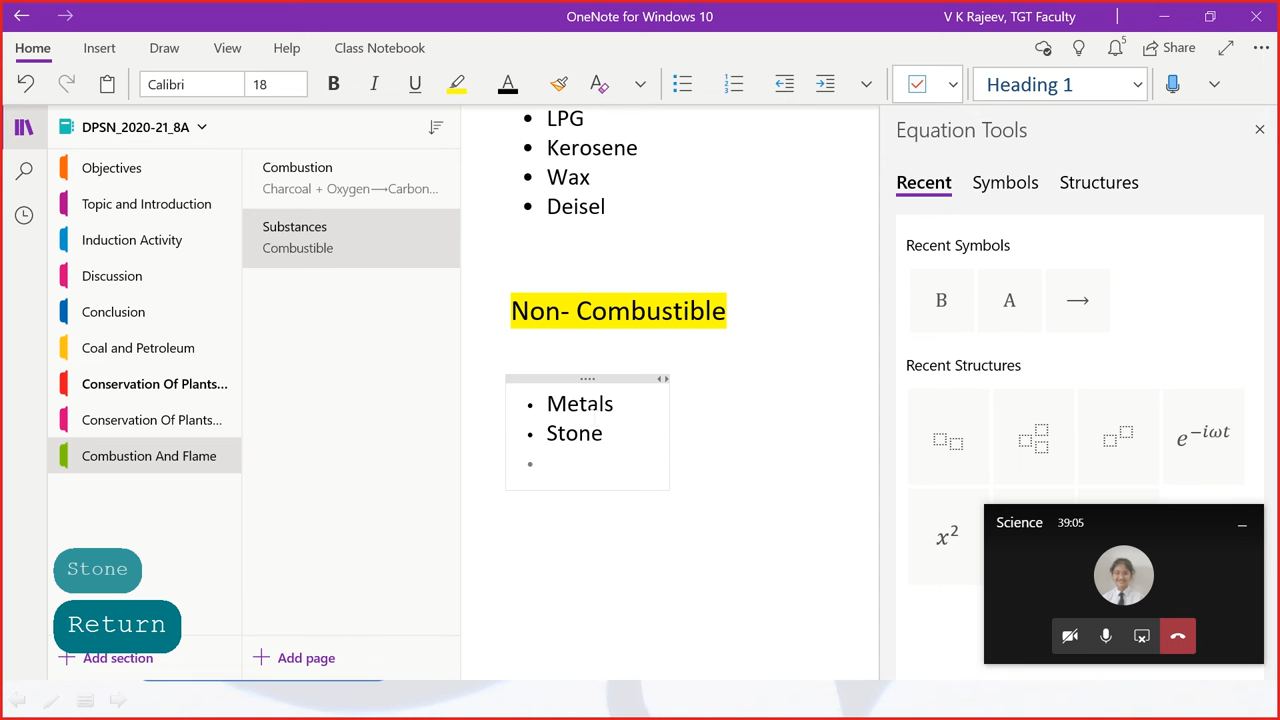 OneNote for Windows 10
V K Rajeev, TGT Faculty
Home
Insert
Draw
View
Help
Class Notebook
5
Share
Calibri
18
B
I
U
A
Heading 1
DPSN_2020-21_8A
Objectives
Topic and Introduction
Induction Activity
Discussion
Conclusion
Coal and Petroleum
Conservation Of Plants...
Conservation Of Plants...
Combustion And Flame
Add section
Combustion
Charcoal + Oxygen⟶Carbon...
Substances
Combustible
Add page
• LPG
• Kerosene
• Wax
• Deisel
Non- Combustible
• Metals
• Stone
•
Equation Tools
Recent
Symbols
Structures
Recent Symbols
B
A
→
Recent Structures
e^−iωt
x^2
Science
39:05
Stone
Return